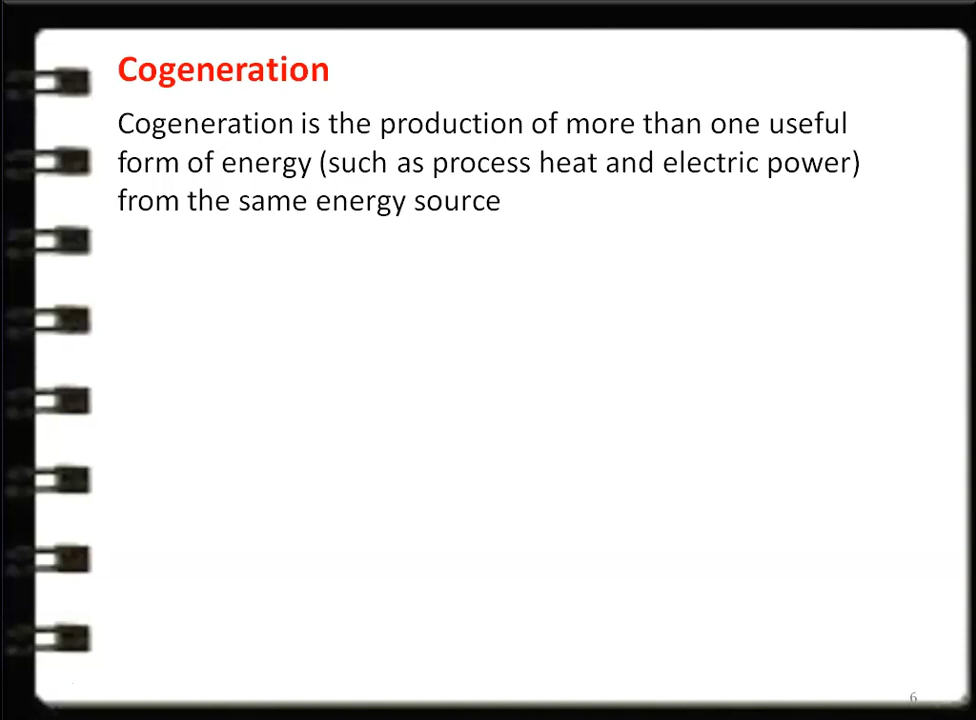 Cogeneration
Cogeneration is the production of more than one useful
form of energy (such as process heat and electric power)
from the same energy source
6